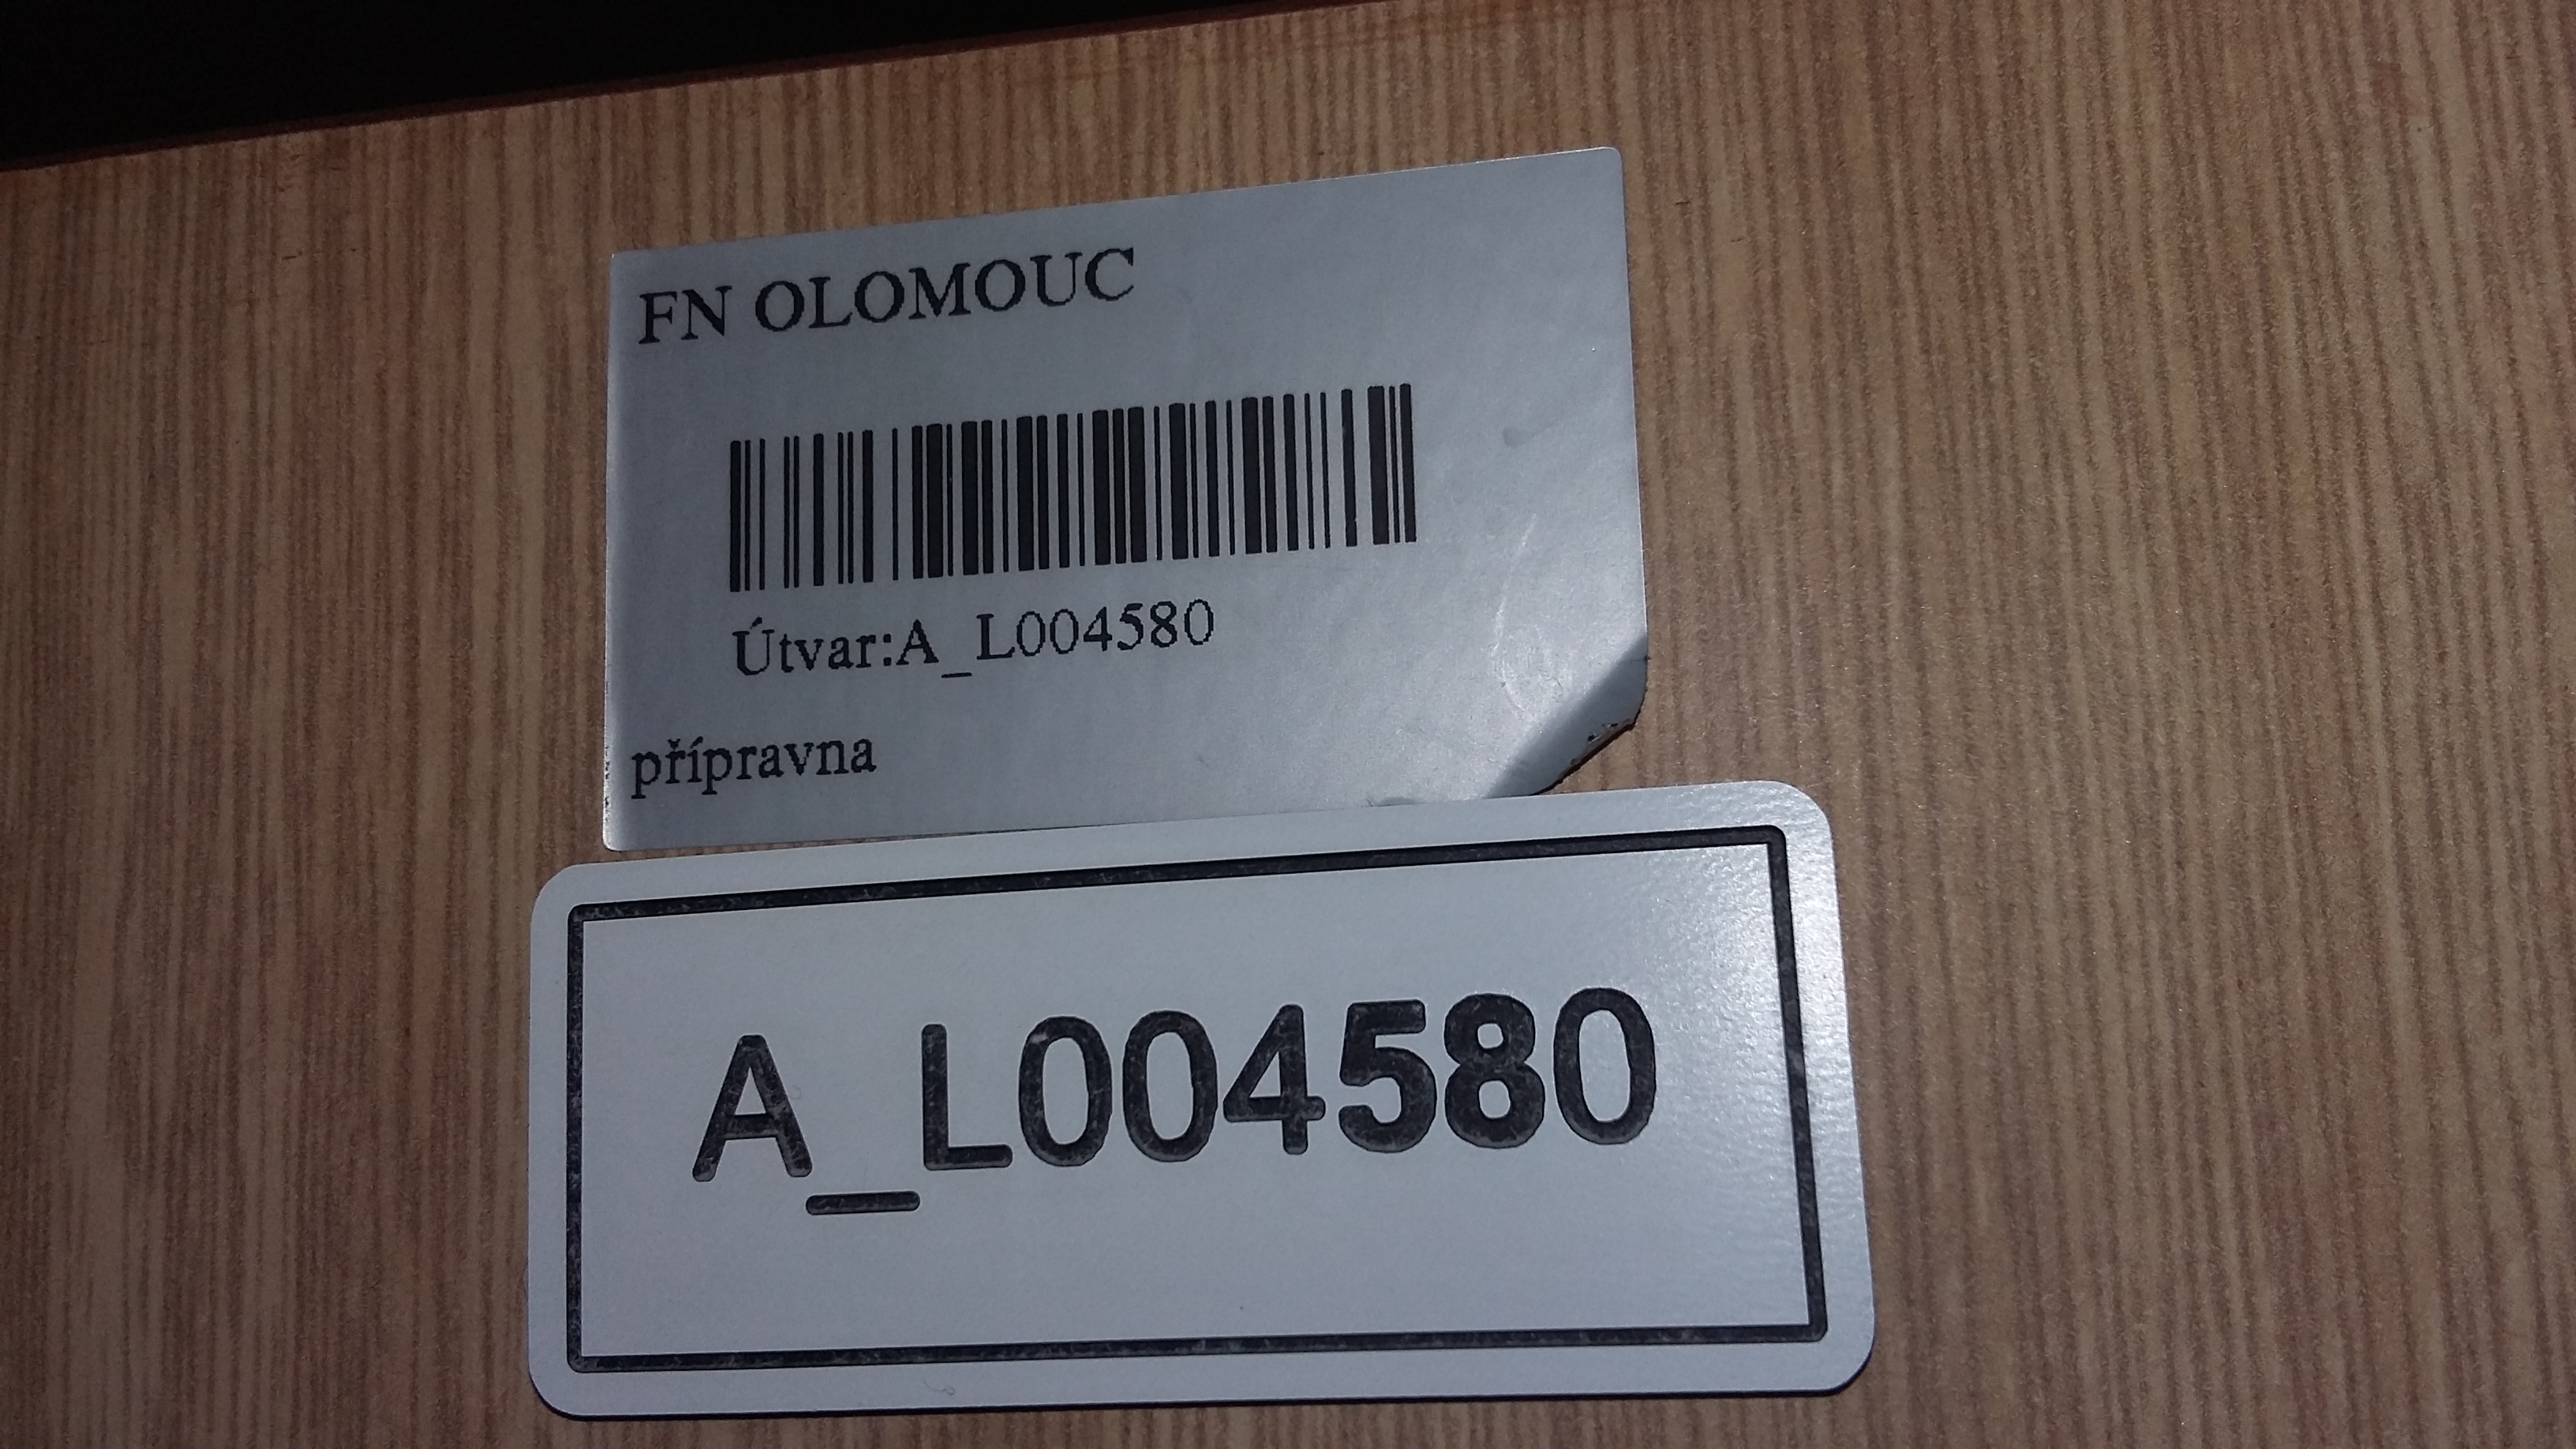 FN OLOMOUC
Útvar:A_L004580
přípravna
A_L004580